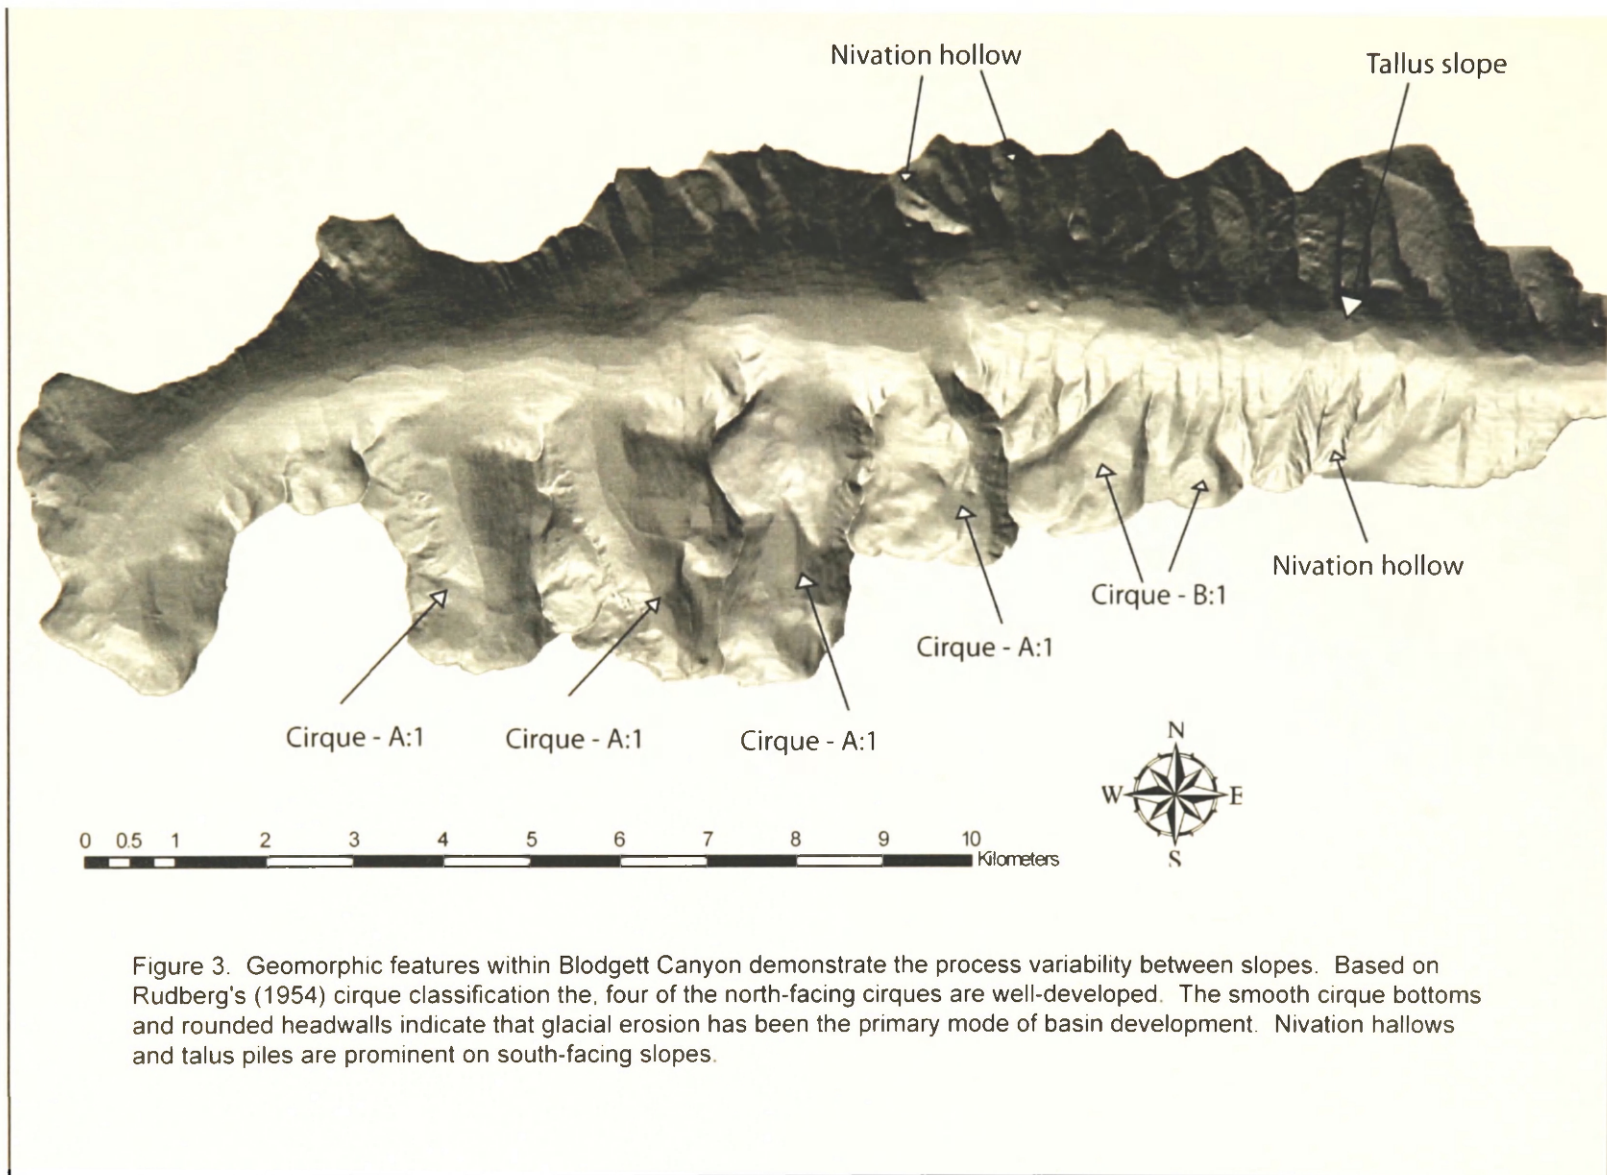 Nivation hollow
Tallus slope
Nivation hollow
Cirque - B:1
Cirque - A:1
Cirque - A:1
Cirque - A:1
Cirque - A:1
N
W E
S
0 0.5 1 2 3 4 5 6 7 8 9 10
Kilometers
Figure 3. Geomorphic features within Blodgett Canyon demonstrate the process variability between slopes. Based on
Rudberg's (1954) cirque classification the, four of the north-facing cirques are well-developed. The smooth cirque bottoms
and rounded headwalls indicate that glacial erosion has been the primary mode of basin development. Nivation hallows
and talus piles are prominent on south-facing slopes.